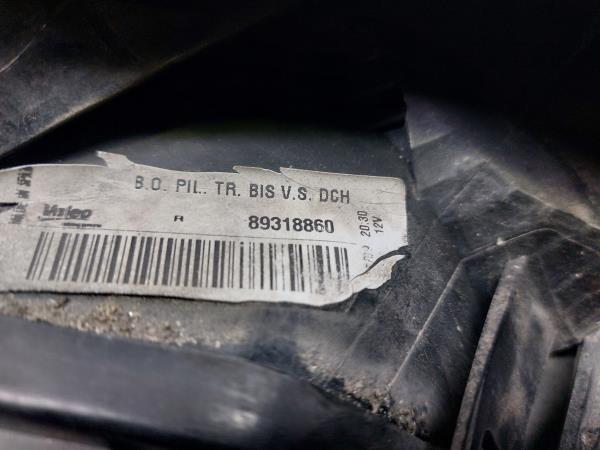 B.O. PIL. TR. BIS V.S. DCH
Valeo
A 89318860
20.30
12V